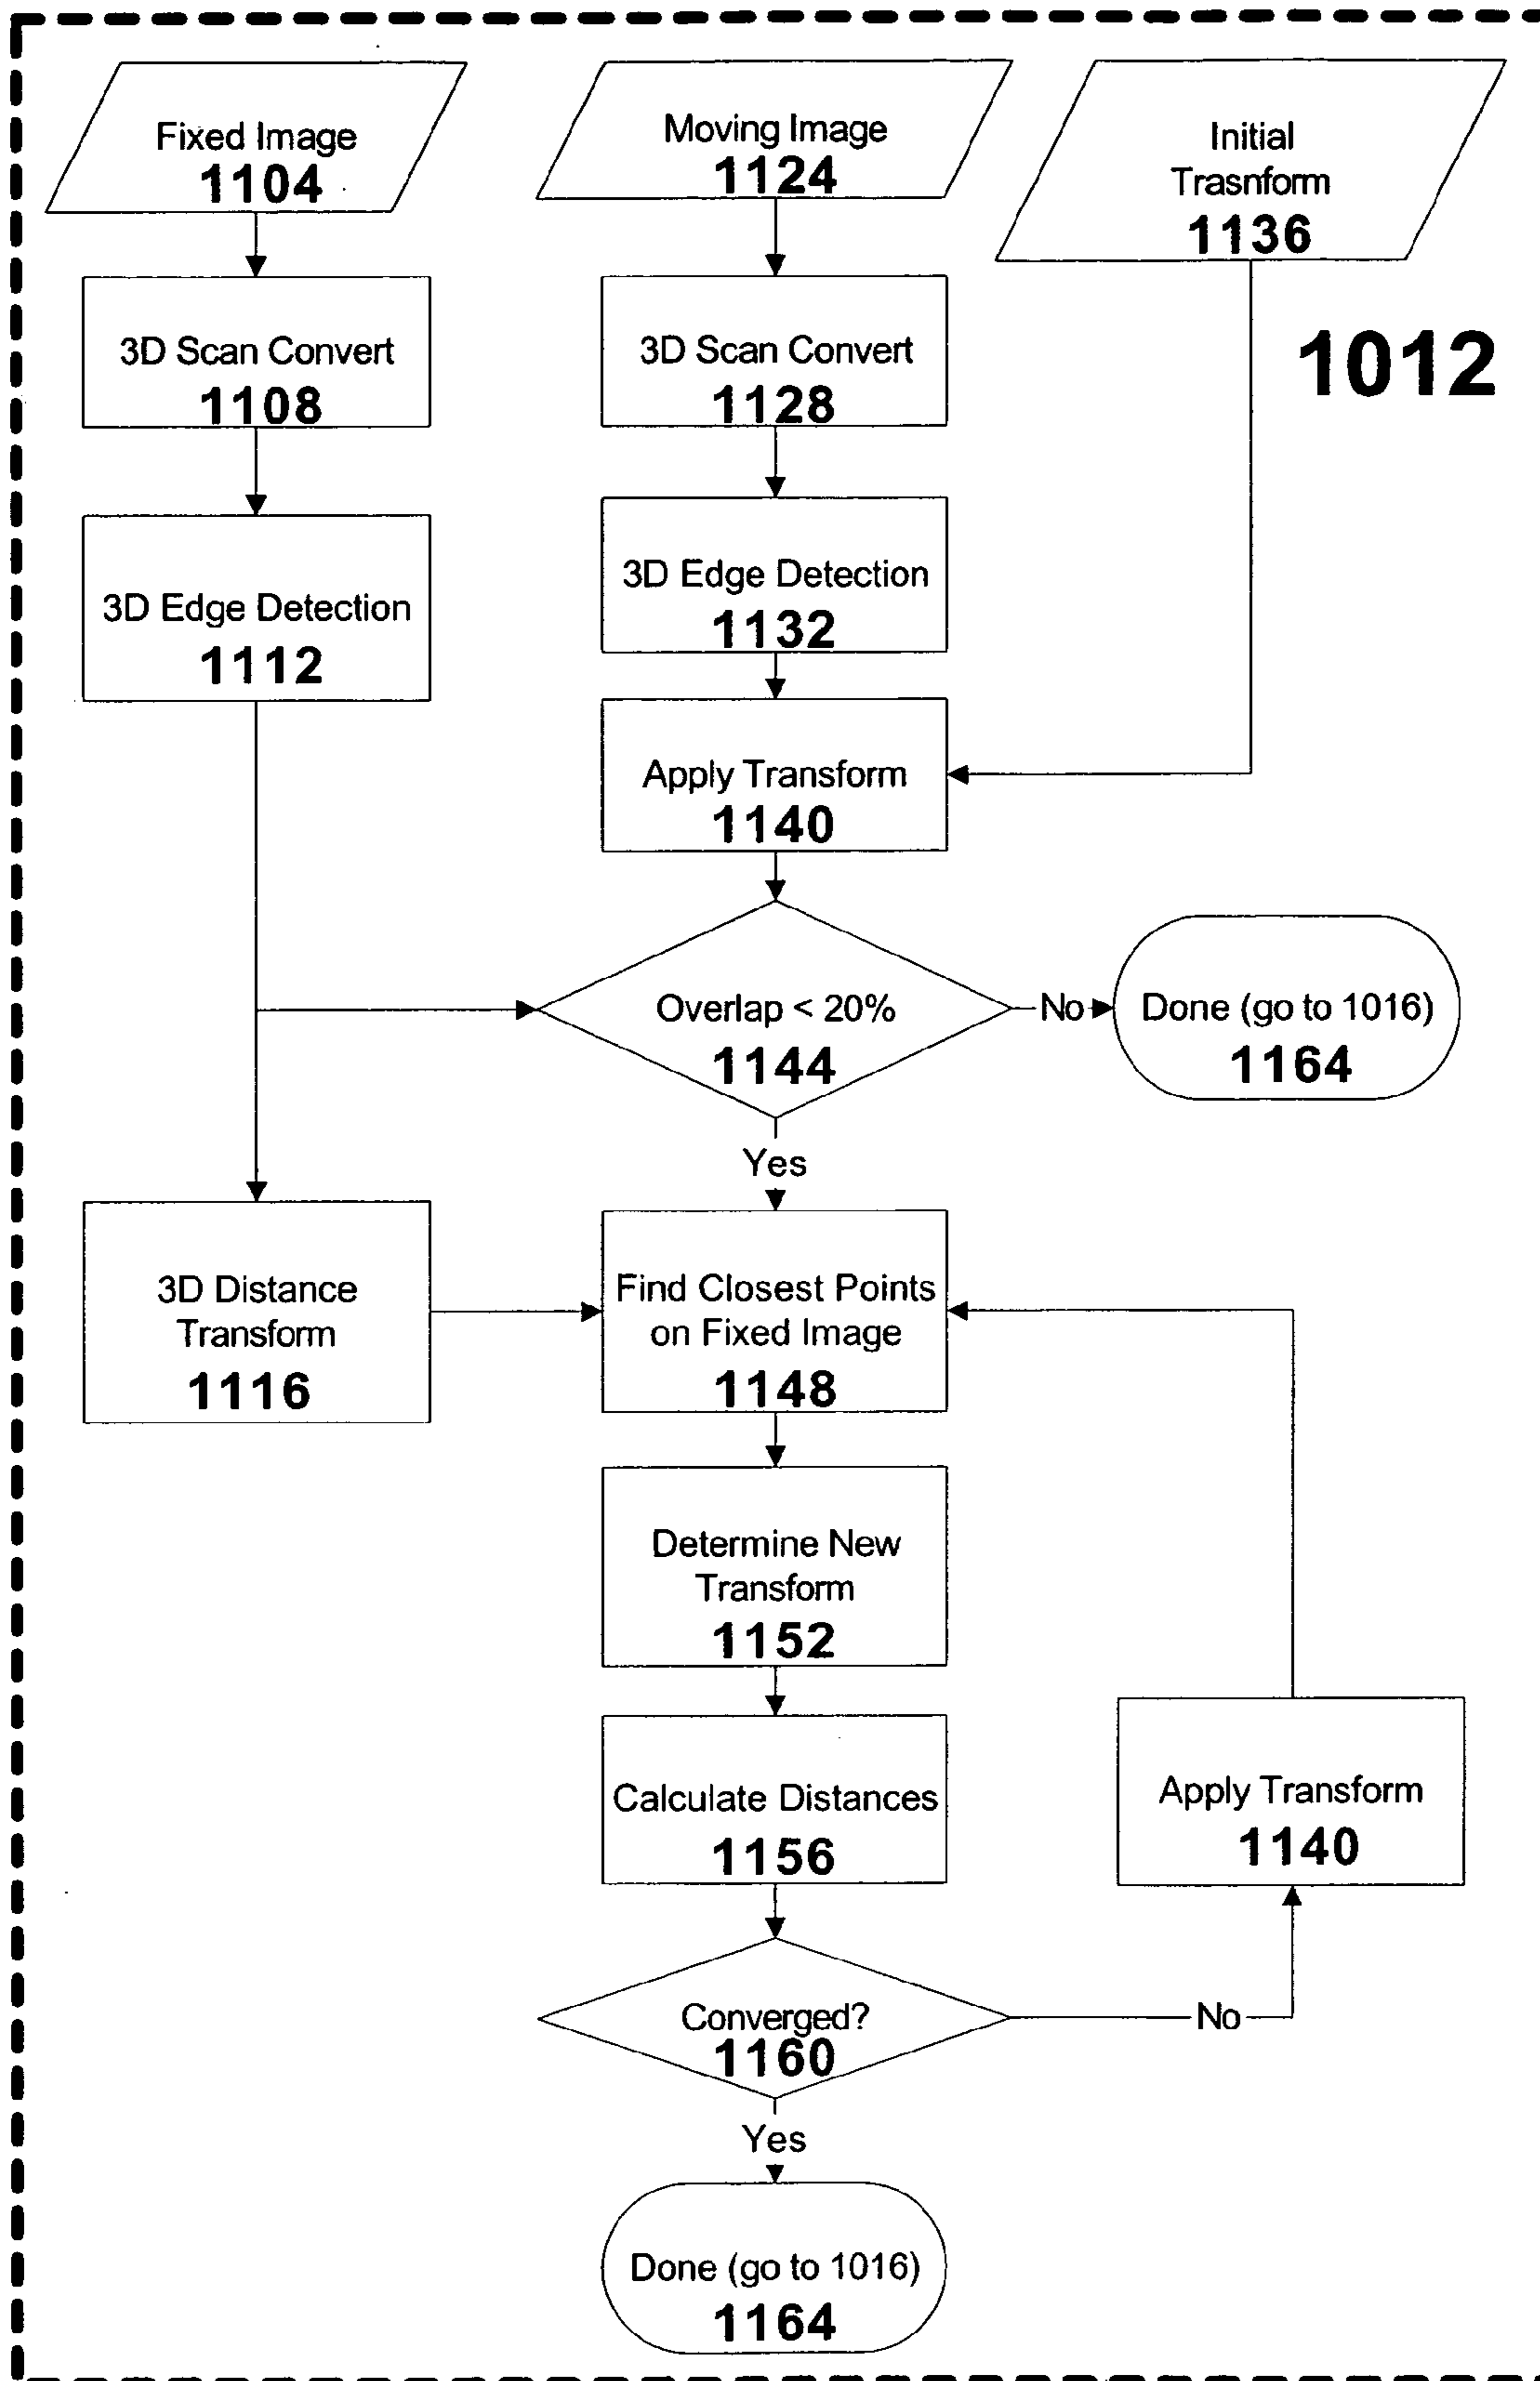 Fixed Image
1104
Moving Image
1124
Initial
Trasnform
1136
1012
3D Scan Convert
1108
3D Scan Convert
1128
3D Edge Detection
1112
3D Edge Detection
1132
Apply Transform
1140
Overlap < 20%
1144
No
Done (go to 1016)
1164
Yes
3D Distance
Transform
1116
Find Closest Points
on Fixed Image
1148
Determine New
Transform
1152
Calculate Distances
1156
Apply Transform
1140
Converged?
1160
No
Yes
Done (go to 1016)
1164